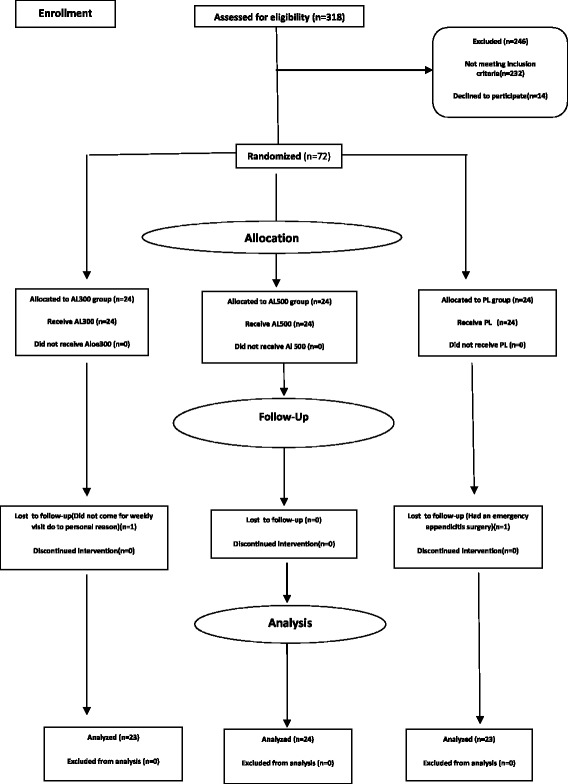 Enrollment
Assessed for eligibility (n=318)
Excluded (n=246)
Not meeting inclusion
criteria(n=232)
Declined to participate(n=14)
Randomized (n=72)
Allocation
Allocated to AL300 group (n=24)
Receive AL300 (n=24)
Did not receive Aloe300 (n=0)
Allocated to AL500 group (n=24)
Receive AL500 (n=24)
Did not receive Al 500 (n=0)
Allocated to PL group (n=24)
Receive PL (n=24)
Did not receive PL (n=0)
Follow-Up
Lost to follow-up(Did not come for weekly
visit do to personal reason)(n=1)
Discontinued intervention(n=0)
Lost to follow-up (n=0)
Discontinued intervention(n=0)
Lost to follow-up (Had an emergency
appendicitis surgery)(n=1)
Discontinued intervention(n=0)
Analysis
Analyzed (n=23)
Excluded from analysis (n=0)
Analyzed (n=24)
Excluded from analysis (n=0)
Analyzed (n=23)
Excluded from analysis (n=0)